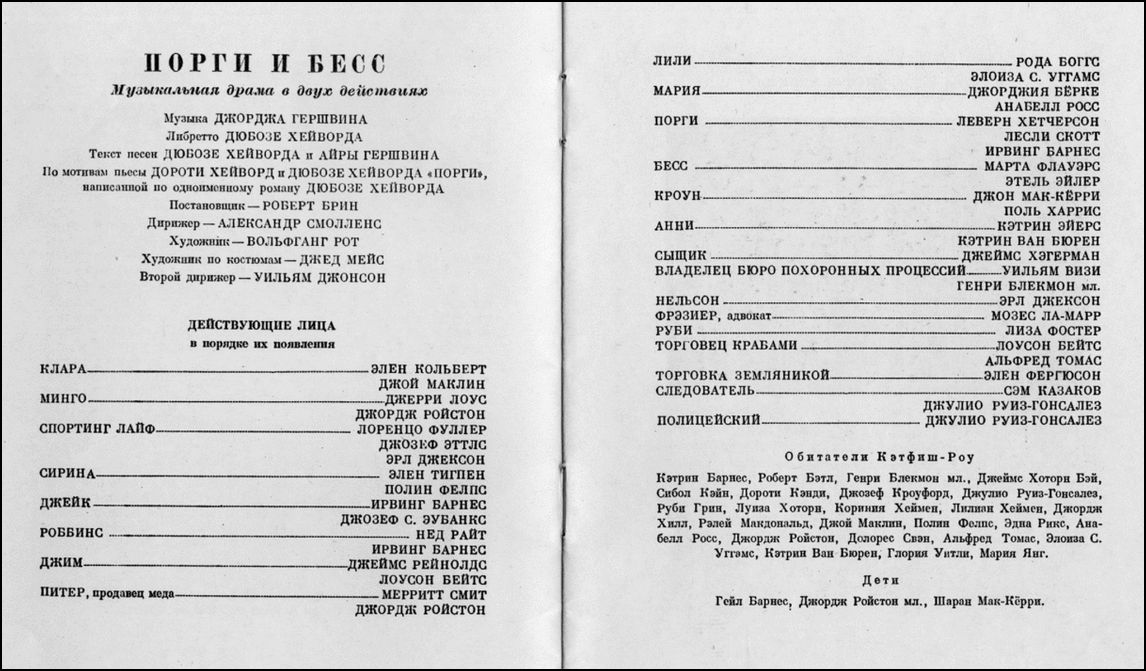 ПОРГИ И БЕСС
Музыкальная драма в двух действиях
Музыка ДЖОРДЖА ГЕРШВИНА
Либретто ДЮБОЗЕ ХЕЙВОРДА
Текст песен ДЮБОЗЕ ХЕЙВОРДА и АЙРЫ ГЕРШВИНА
По мотивам пьесы ДОРОТИ ХЕЙВОРД и ДЮБОЗЕ ХЕЙВОРДА «ПОРГИ»,
написанной по одноименному роману ДЮБОЗЕ ХЕЙВОРДА
Постановщик — РОБЕРТ БРИН
Дирижер — АЛЕКСАНДР СМОЛЛЕНС
Художник — ВОЛЬФГАНГ РОТ
Художник по костюмам — ДЖЕД МЕЙС
Второй дирижер — УИЛЬЯМ ДЖОНСОН
ДЕЙСТВУЮЩИЕ ЛИЦА
в порядке их появления
КЛАРА ЭЛЕН КОЛЬБЕРТ
ДЖОЙ МАКЛИН
МИНГО ДЖЕРРИ ЛОУС
ДЖОРДЖ РОЙСТОН
СПОРТИНГ ЛАЙФ ЛОРЕНЦО ФУЛЛЕР
ДЖОЗЕФ ЭТТЛС
ЭРЛ ДЖЕКСОН
СИРИНА ЭЛЕН ТИГПЕН
ПОЛИН ФЕЛПС
ДЖЕЙК ИРВИНГ БАРНЕС
ДЖОЗЕФ С. ЭУБАНКС
РОББИНС НЕД РАЙТ
ИРВИНГ БАРНЕС
ДЖИМ ДЖЕЙМС РЕЙНОЛДС
ЛОУСОН БЕЙТС
ПИТЕР, продавец меда МЕРРИТТ СМИТ
ДЖОРДЖ РОЙСТОН
ЛИЛИ РОДА БОГГС
ЭЛОИЗА С. УГГАМС
МАРИЯ ДЖОРДЖИЯ БЁРКЕ
АНАБЕЛЛ РОСС
ПОРГИ ЛЕВЕРН ХЕТЧЕРСОН
ЛЕСЛИ СКОТТ
ИРВИНГ БАРНЕС
БЕСС МАРТА ФЛАУЭРС
ЭТЕЛЬ ЭЙЛЕР
КРОУН ДЖОН МАК-КЁРРИ
ПОЛЬ ХАРРИС
АННИ КЭТРИН ЭЙЕРС
КЭТРИН ВАН БЮРЕН
СЫЩИК ДЖЕЙМС ХЭГЕРМАН
ВЛАДЕЛЕЦ БЮРО ПОХОРОННЫХ ПРОЦЕССИЙ УИЛЬЯМ ВИЗИ
ГЕНРИ БЛЕКМОН мл.
НЕЛЬСОН ЭРЛ ДЖЕКСОН
ФРЭЗИЕР, адвокат МОЗЕС ЛА-МАРР
РУБИ ЛИЗА ФОСТЕР
ТОРГОВЕЦ КРАБАМИ ЛОУСОН БЕЙТС
АЛЬФРЕД ТОМАС
ТОРГОВКА ЗЕМЛЯНИКОЙ ЭЛЕН ФЕРГЮСОН
СЛЕДОВАТЕЛЬ СЭМ КАЗАКОВ
ДЖУЛИО РУИЗ-ГОНСАЛЕЗ
ПОЛИЦЕЙСКИЙ ДЖУЛИО РУИЗ-ГОНСАЛЕЗ
Обитатели Кэтфиш-Роу
Кэтрин Барнес, Роберт Бэтл, Генри Блекмон мл., Джеймс Хоторн Бэй,
Сибол Кэйн, Дороти Кэнди, Джозеф Кроуфорд, Джулио Руиз-Гонсалез,
Руби Грин, Луиза Хоторн, Кориния Хеймен, Лилиан Хеймен, Джордж
Хилл, Рэлей Макдональд, Джой Маклин, Полин Фелпс, Эдна Рикс, Ана-
белл Росс, Джордж Ройстон, Долорес Свэн, Альфред Томас, Элоиза С.
Уггамс, Кэтрин Ван Бюрен, Глория Уитли, Мария Янг.
Дети
Гейл Барнес, Джордж Ройстон мл., Шаран Мак-Кёрри.